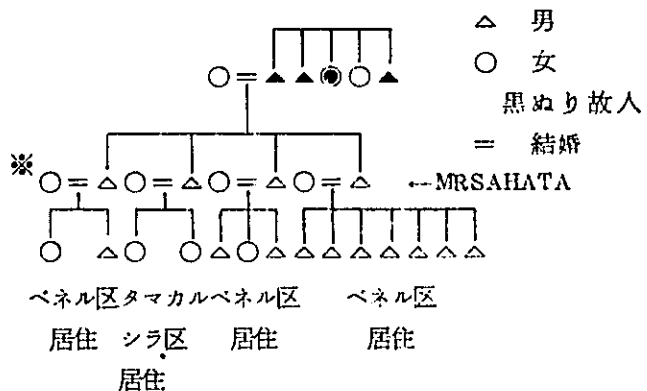 △ 男
○ 女
黒ぬり故人
= 結婚
※
←MRSAHATA
ベネル区 タマカル ベネル区 ベネル区
居住 シラ区 居住 居住
居住